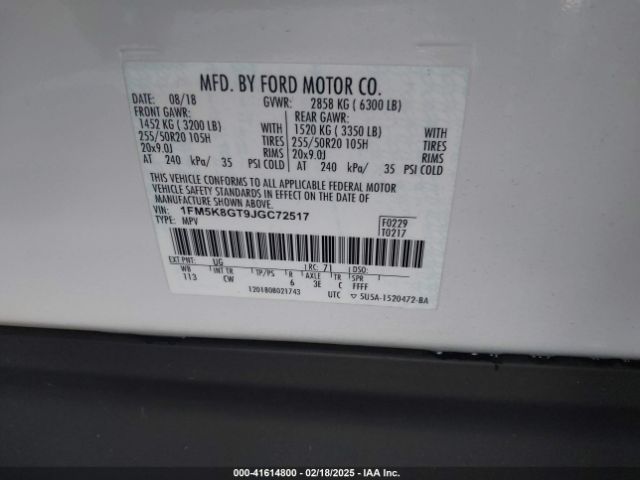 MFD. BY FORD MOTOR CO.
DATE: 08/18 GVWR: 2858 KG ( 6300 LB)
FRONT GAWR: REAR GAWR:
1452 KG ( 3200 LB) WITH 1520 KG ( 3350 LB) WITH
255/50R20 105H TIRES 255/50R20 105H TIRES
20x9.0J RIMS 20x9.0J RIMS
AT 240 kPa/ 35 PSI COLD AT 240 kPa/ 35 PSI COLD
THIS VEHICLE CONFORMS TO ALL APPLICABLE FEDERAL MOTOR
VEHICLE SAFETY STANDARDS IN EFFECT ON THE DATE OF
MANUFACTURE SHOWN ABOVE.
VIN: 1FM5K8GT9JGC72517 F0229
TYPE: MPV T0217
EXT PNT: UG RC: 71 DSO:
WB INT TR TP/PS R AXLE TR SPR
113 CW 6 3E C FFFF
1201808021743 UTC ▽ 5U5A-1520472-BA
00-41614800 - 02/18/2025 - IAAI.com